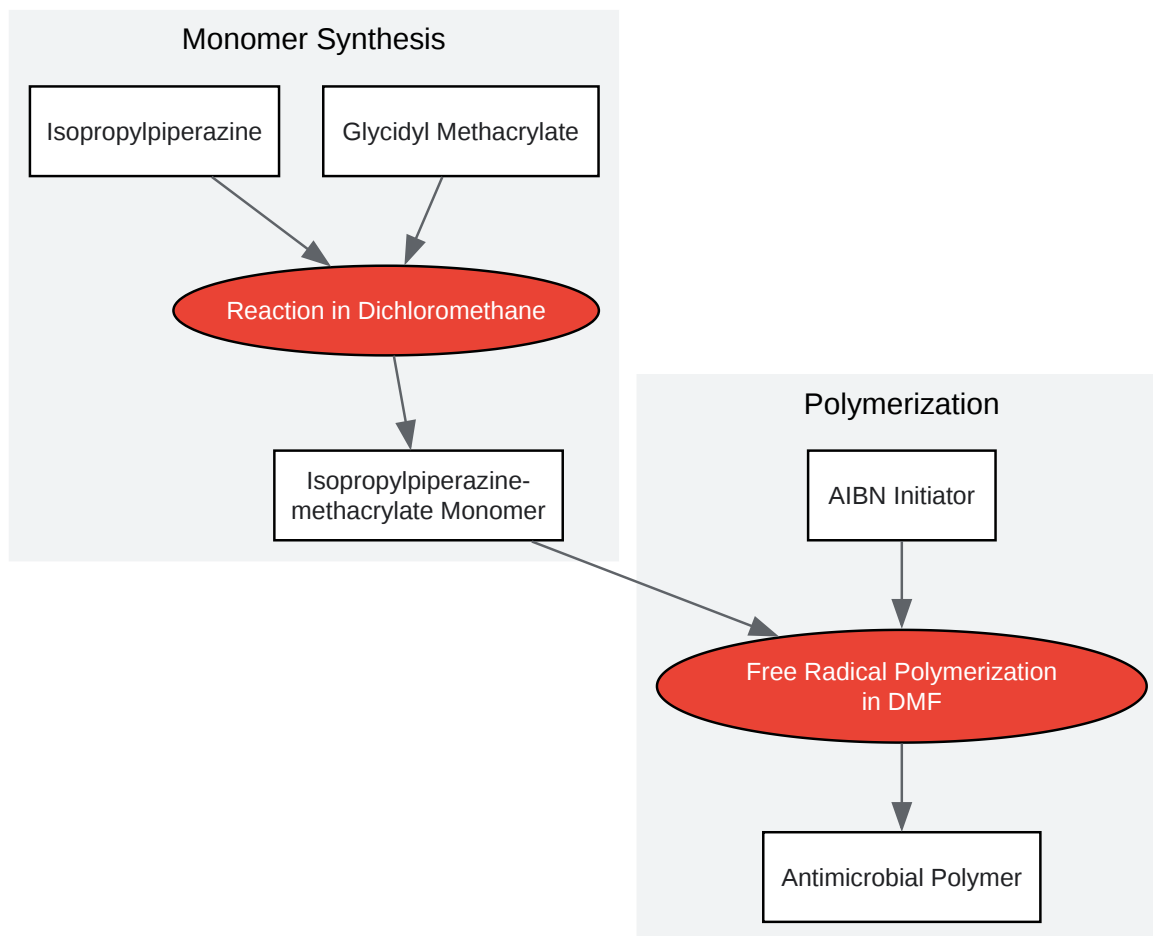 Monomer Synthesis
Isopropylpiperazine
Glycidyl Methacrylate
Reaction in Dichloromethane
Isopropylpiperazine-
methacrylate Monomer
Polymerization
AIBN Initiator
Free Radical Polymerization
in DMF
Antimicrobial Polymer